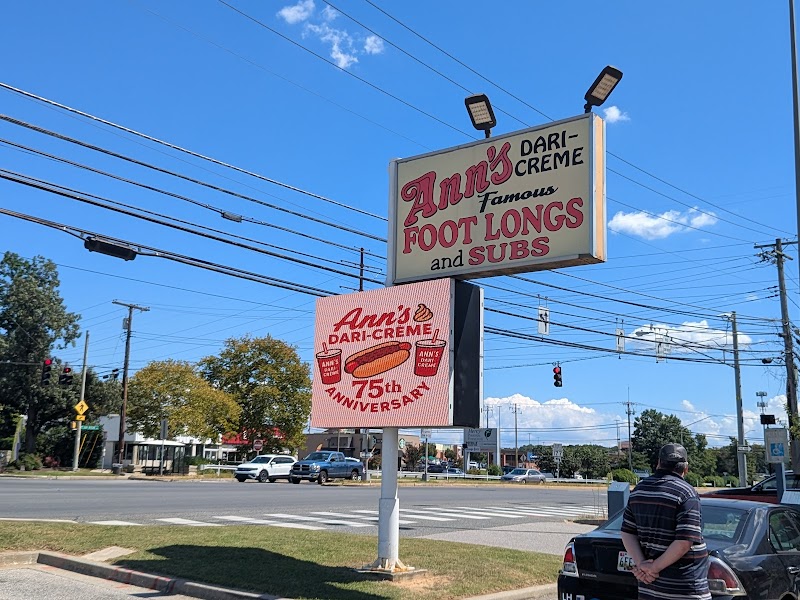 Ann's DARI-
CREME
Famous
FOOT LONGS
and SUBS
Ann's
DARI-CREME
ANN'S
DARI
CREME
ANN'S
DARI
CREME
75th
ANNIVERSARY